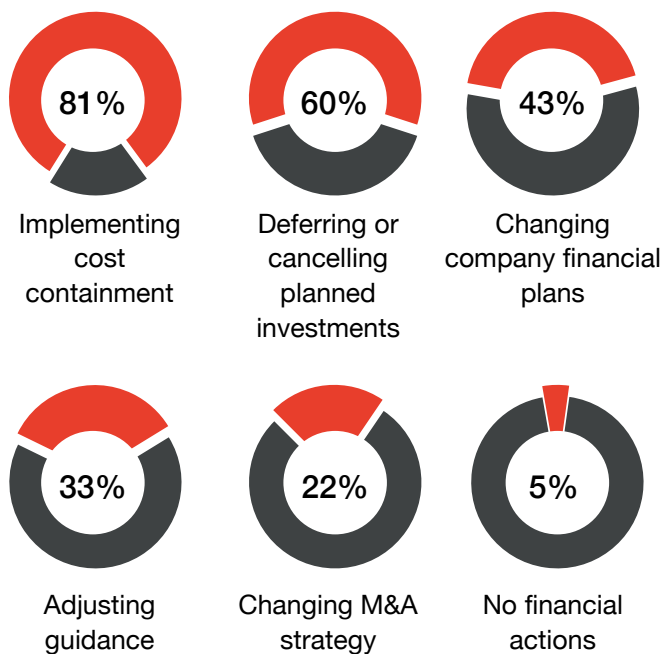 81%
60%
43%
Implementing
cost
containment
Deferring or
cancelling
planned
investments
Changing
company financial
plans
33%
22%
5%
Adjusting
guidance
Changing M&A
strategy
No financial
actions